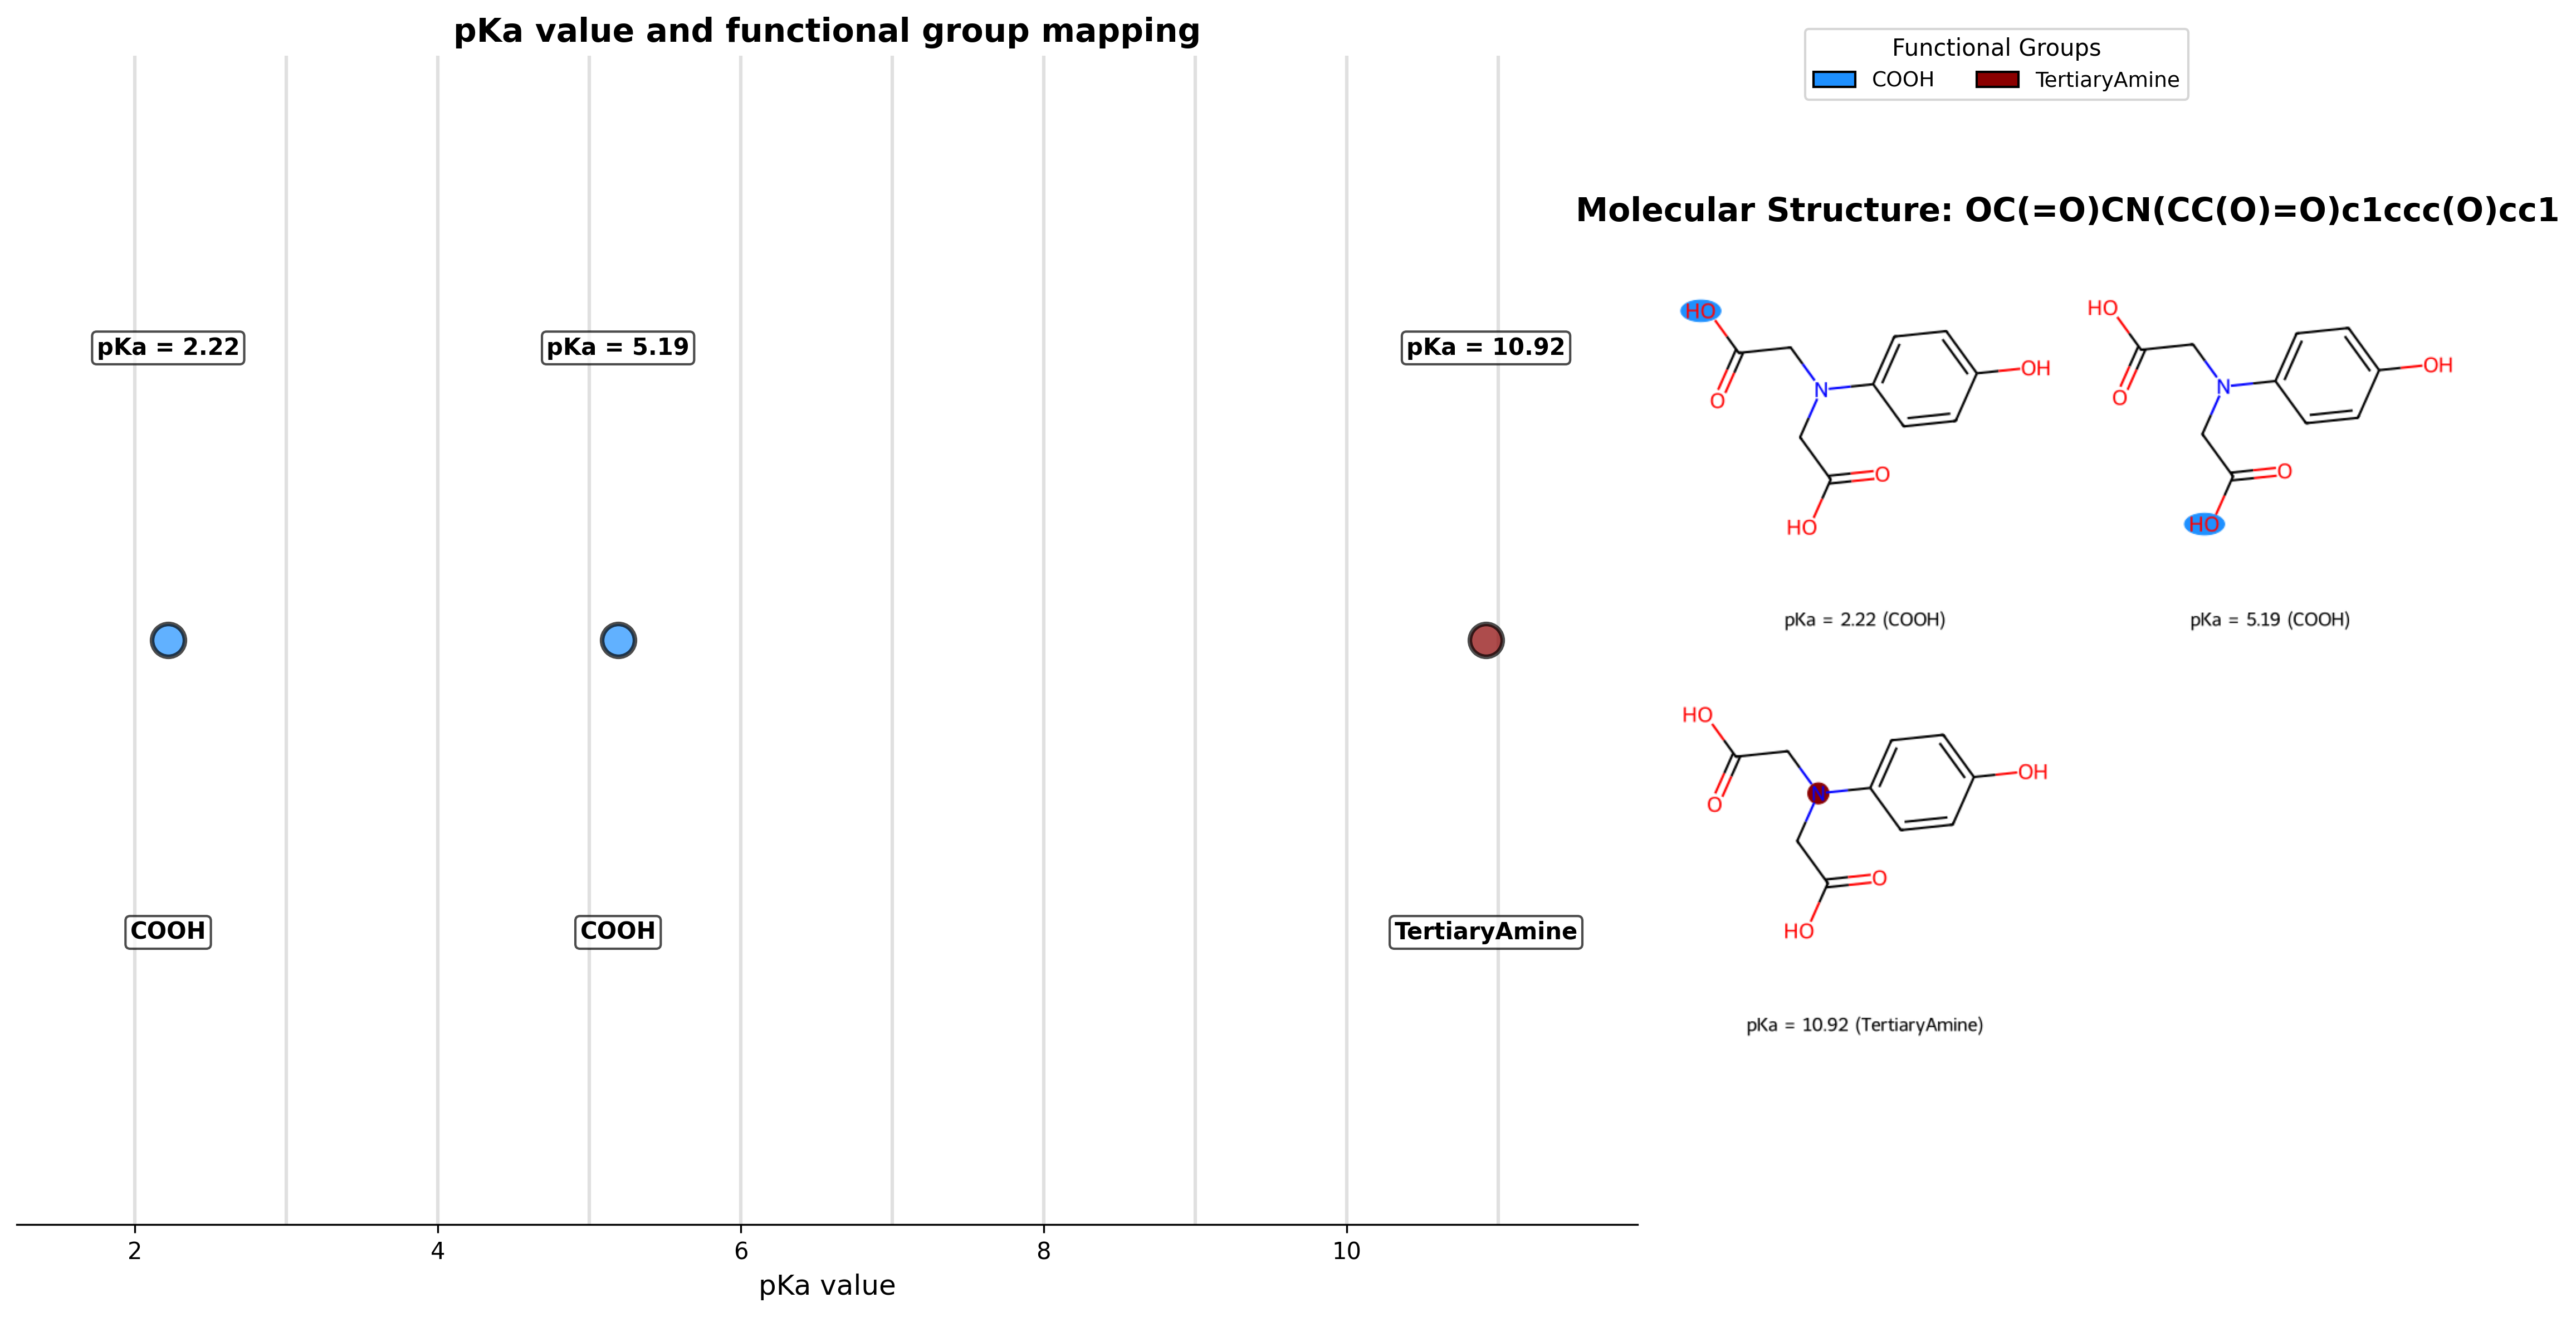 pKa value and functional group mapping
Functional Groups
COOH
TertiaryAmine
Molecular Structure: OC(=O)CN(CC(O)=O)c1ccc(O)cc1
pKa = 2.22
pKa = 5.19
pKa = 10.92
COOH
COOH
TertiaryAmine
2
4
6
8
10
pKa value
HO
O
N
OH
O
HO
pKa = 2.22 (COOH)
HO
O
N
OH
O
HO
pKa = 5.19 (COOH)
HO
O
N
OH
O
HO
pKa = 10.92 (TertiaryAmine)